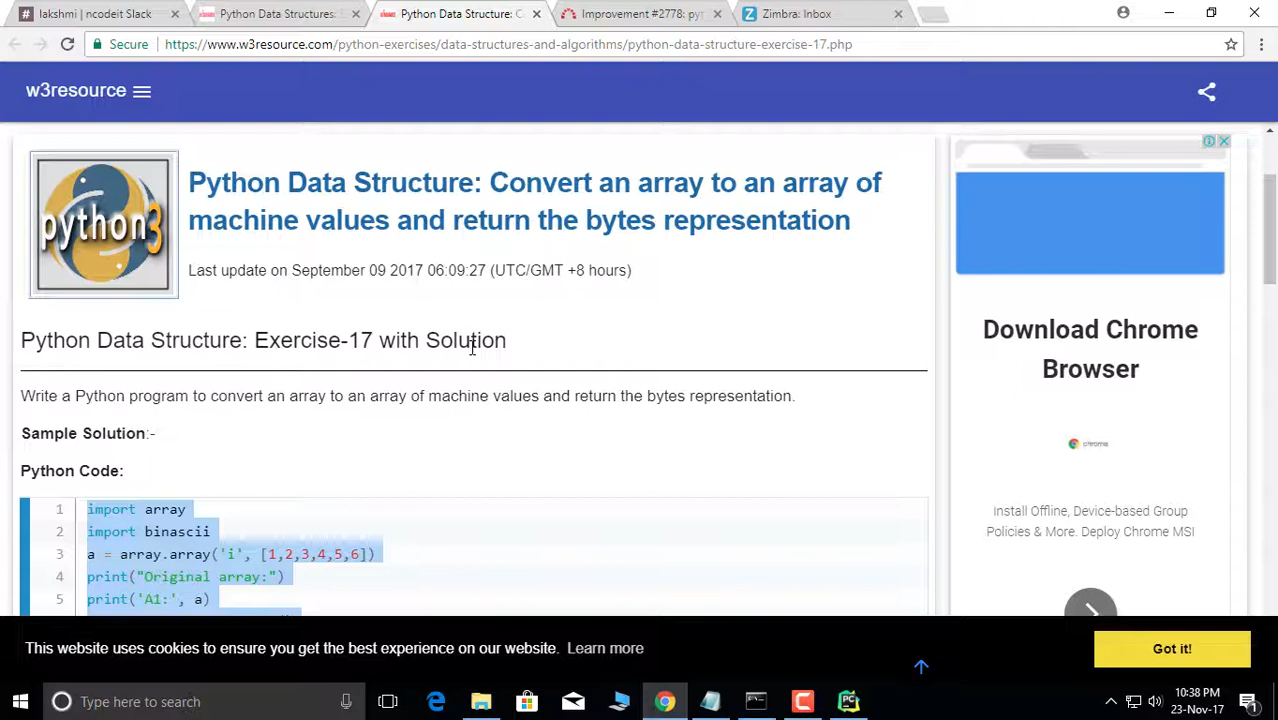 lakshmi | ncodeit Slack
Python Data Structures: E
Python Data Structure: C
Improvement #2778: pyt
Zimbra: Inbox
Secure
https://www.w3resource.com/python-exercises/data-structures-and-algorithms/python-data-structure-exercise-17.php
w3resource
python3
Python Data Structure: Convert an array to an array of
machine values and return the bytes representation
Last update on September 09 2017 06:09:27 (UTC/GMT +8 hours)
Python Data Structure: Exercise-17 with Solution
Write a Python program to convert an array to an array of machine values and return the bytes representation.
Sample Solution:-
Python Code:
1 import array
2 import binascii
3 a = array.array('i', [1,2,3,4,5,6])
4 print("Original array:")
5 print('A1:', a)
Download Chrome
Browser
chrome
Install Offline, Device-based Group
Policies & More. Deploy Chrome MSI
This website uses cookies to ensure you get the best experience on our website. Learn more
Got it!
Type here to search
10:38 PM
23-Nov-17